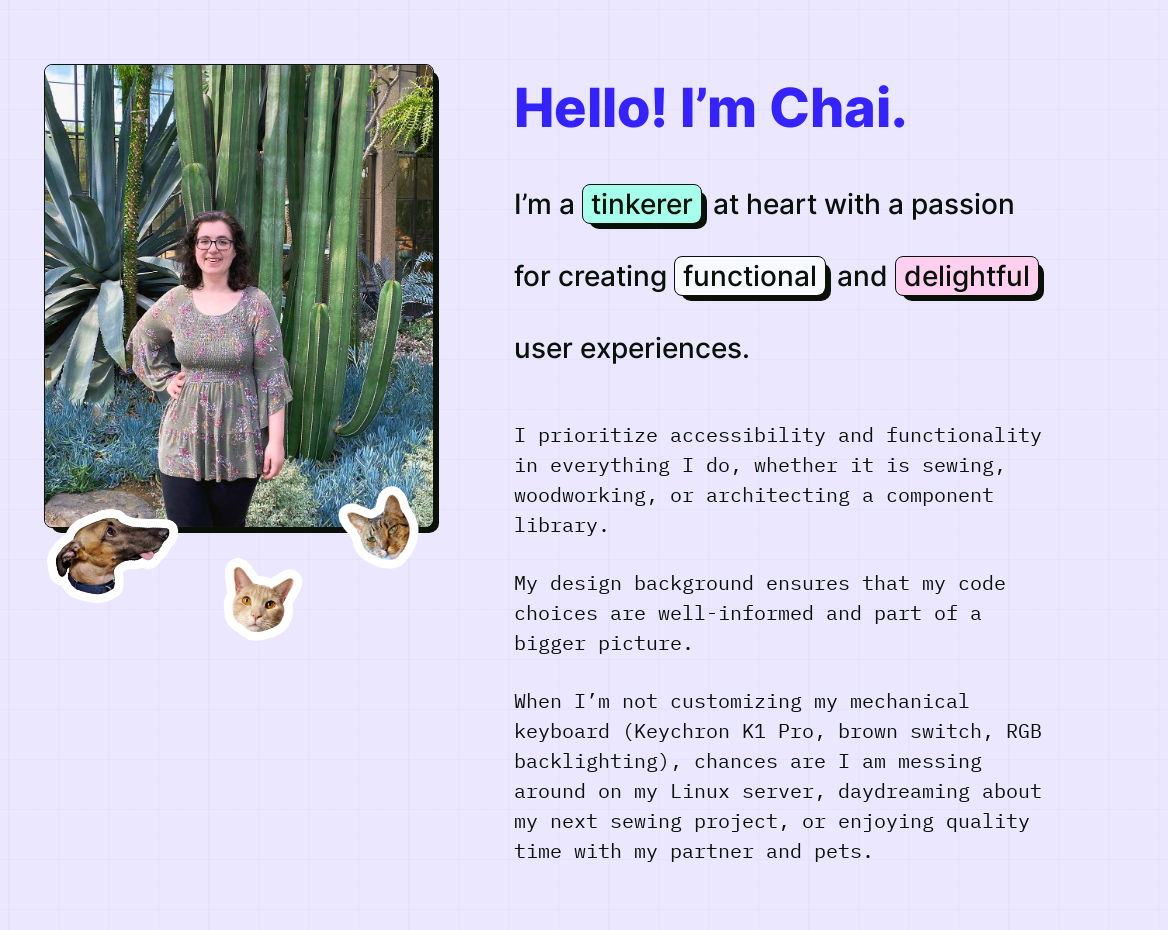 Hello! I’m Chai.
I’m a tinkerer at heart with a passion
for creating functional and delightful
user experiences.
I prioritize accessibility and functionality
in everything I do, whether it is sewing,
woodworking, or architecting a component
library.
My design background ensures that my code
choices are well-informed and part of a
bigger picture.
When I’m not customizing my mechanical
keyboard (Keychron K1 Pro, brown switch, RGB
backlighting), chances are I am messing
around on my Linux server, daydreaming about
my next sewing project, or enjoying quality
time with my partner and pets.